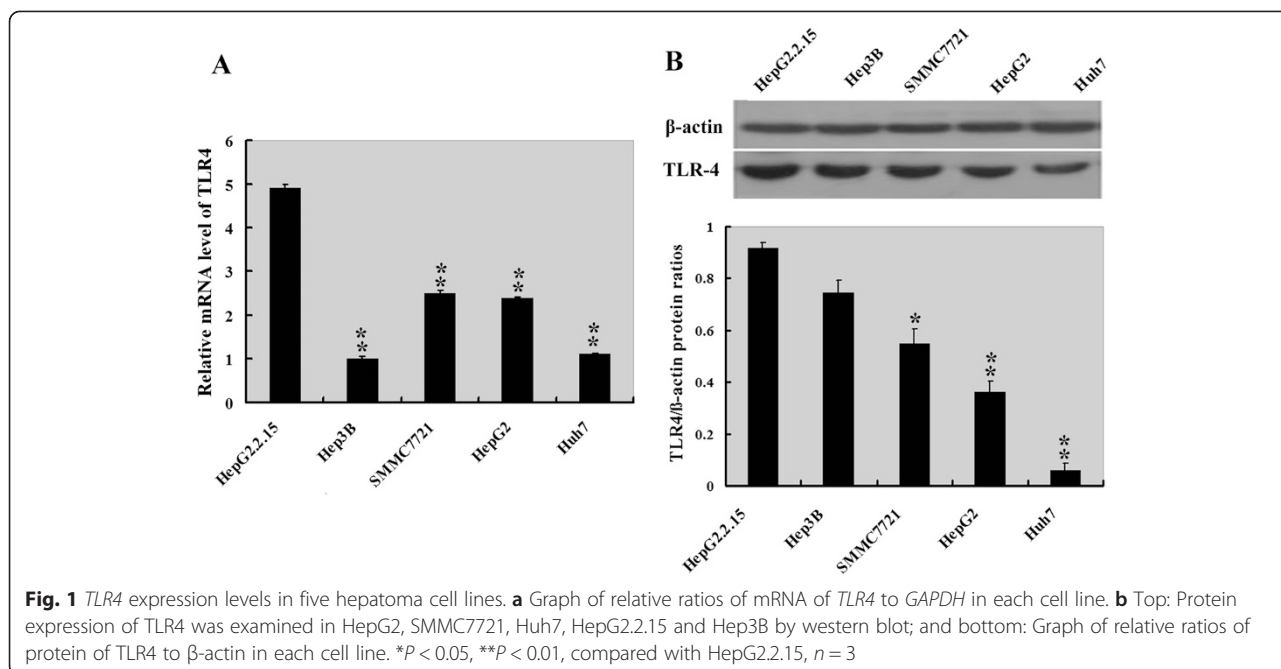 A
Relative mRNA level of TLR4
6
5
4
3
2
1
0
**
**
**
**
HepG2.2.15
Hep3B
SMMC7721
HepG2
Huh7
B
HepG2.2.15
Hep3B
SMMC7721
HepG2
Huh7
β-actin
TLR-4
TLR4/ß-actin protein ratios
1
0.8
0.6
0.4
0.2
0
*
**
**
HepG2.2.15
Hep3B
SMMC7721
HepG2
Huh7
Fig. 1 TLR4 expression levels in five hepatoma cell lines. a Graph of relative ratios of mRNA of TLR4 to GAPDH in each cell line. b Top: Protein
expression of TLR4 was examined in HepG2, SMMC7721, Huh7, HepG2.2.15 and Hep3B by western blot; and bottom: Graph of relative ratios of
protein of TLR4 to β-actin in each cell line. *P < 0.05, **P < 0.01, compared with HepG2.2.15, n = 3